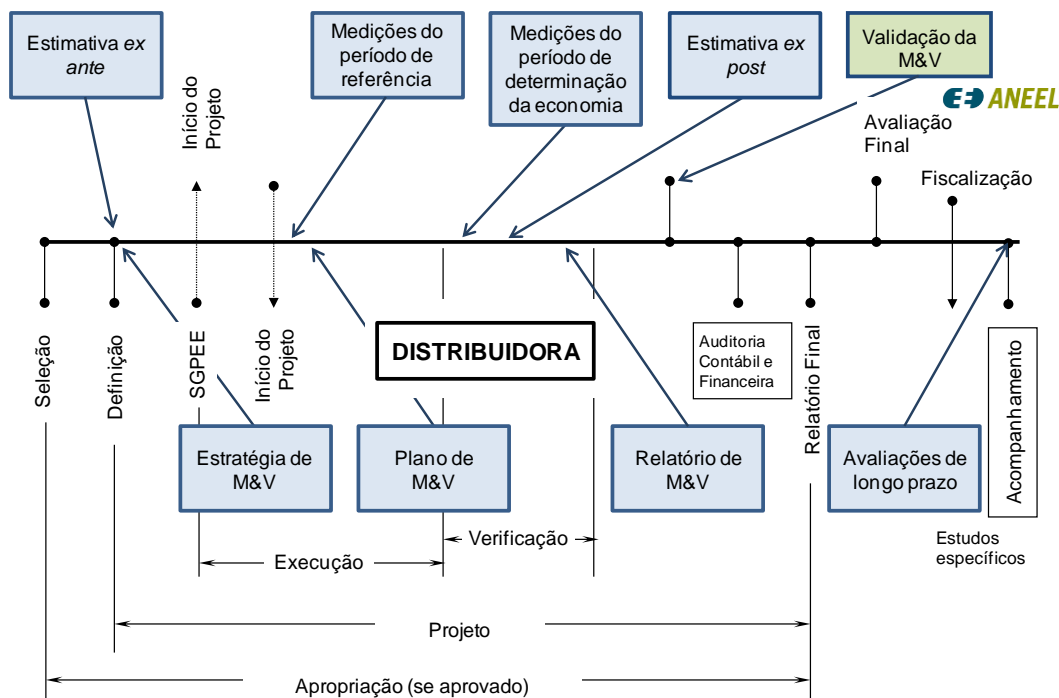 Estimativa ex
ante
Medições do
período de
referência
Medições do
período de
determinação
da economia
Estimativa ex
post
Validação da
M&V
ANEEL
Início do
Projeto
Avaliação
Final
Fiscalização
Seleção
Definição
SGPEE
Início do
Projeto
DISTRIBUIDORA
Auditoria
Contábil e
Financeira
Relatório Final
Acompanhamento
Estratégia de
M&V
Plano de
M&V
Relatório de
M&V
Avaliações de
longo prazo
Estudos
específicos
Verificação
Execução
Projeto
Apropriação (se aprovado)